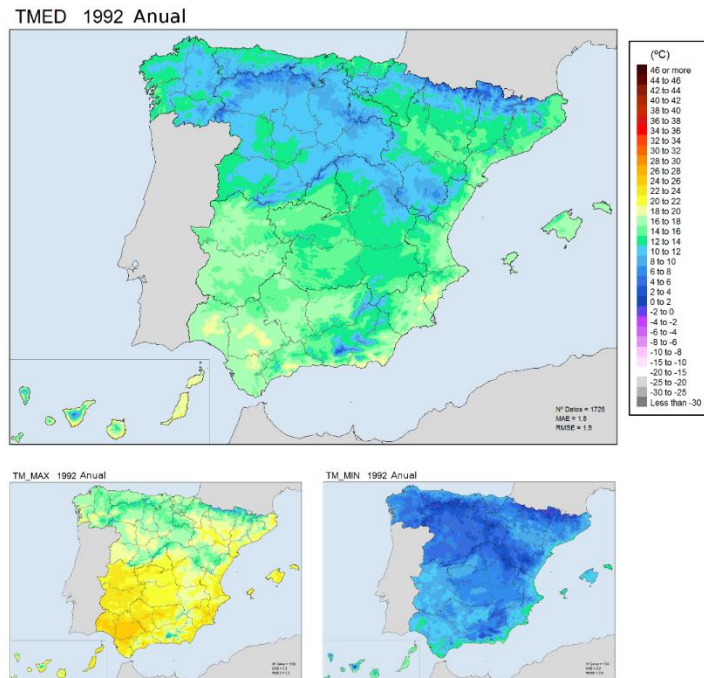 TMED 1992 Anual
(ºC)
46 or more
44 to 46
42 to 44
40 to 42
38 to 40
36 to 38
34 to 36
32 to 34
30 to 32
28 to 30
26 to 28
24 to 26
22 to 24
20 to 22
18 to 20
16 to 18
14 to 16
12 to 14
10 to 12
8 to 10
6 to 8
4 to 6
2 to 4
0 to 2
-2 to 0
-4 to -2
-6 to -4
-8 to -6
-10 to -8
-15 to -10
-20 to -15
-25 to -20
-30 to -25
Less than -30
Nº Datos = 1725
TM_MAX 1992 Anual
TM_MIN 1992 Anual